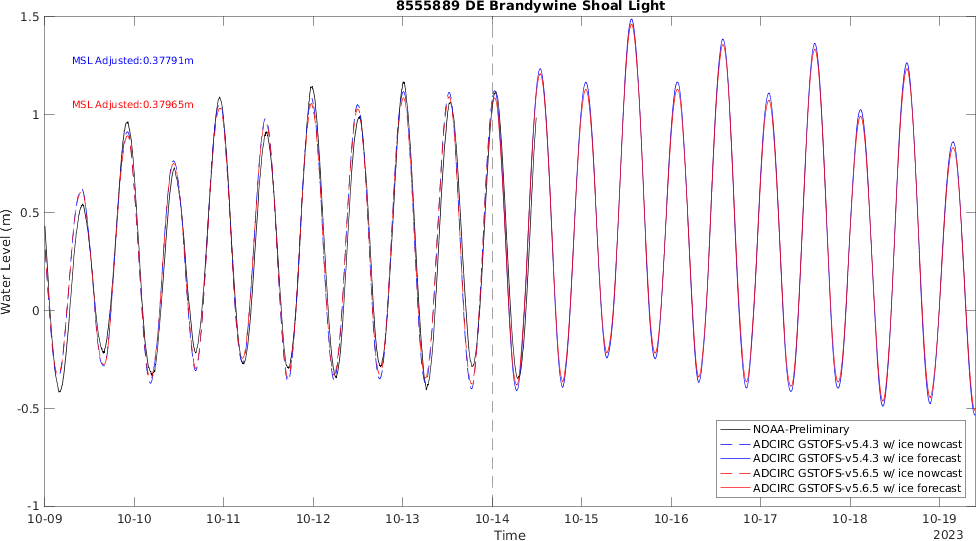 8555889 DE Brandywine Shoal Light
1.5
MSL Adjusted:0.37791m
MSL Adjusted:0.37965m
1
0.5
0
-0.5
-1
Water Level (m)
NOAA-Preliminary
ADCIRC GSTOFS-v5.4.3 w/ ice nowcast
ADCIRC GSTOFS-v5.4.3 w/ ice forecast
ADCIRC GSTOFS-v5.6.5 w/ ice nowcast
ADCIRC GSTOFS-v5.6.5 w/ ice forecast
10-09 10-10 10-11 10-12 10-13 10-14 10-15 10-16 10-17 10-18 10-19
Time
2023